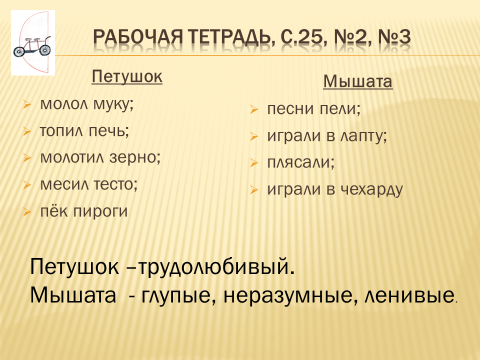 РАБОЧАЯ ТЕТРАДЬ, С.25, №2, №3
Петушок
молол муку;
топил печь;
молотил зерно;
месил тесто;
пёк пироги
Мышата
песни пели;
играли в лапту;
плясали;
играли в чехарду
Петушок –трудолюбивый.
Мышата - глупые, неразумные, ленивые.